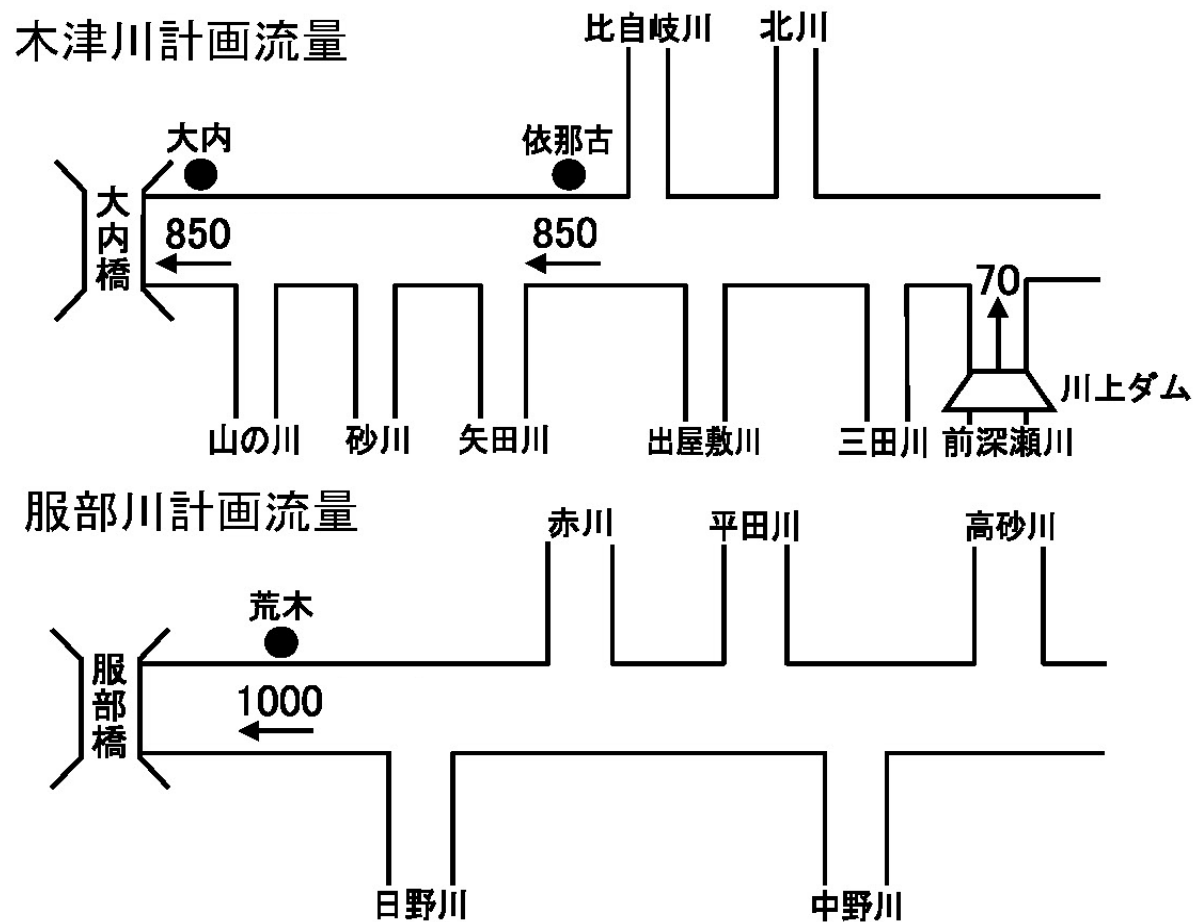 木津川計画流量
比自岐川
北川
大内
依那古
大内橋
850
850
70
川上ダム
山の川
砂川
矢田川
出屋敷川
三田川
前深瀬川
服部川計画流量
赤川
平田川
高砂川
荒木
服部橋
1000
日野川
中野川